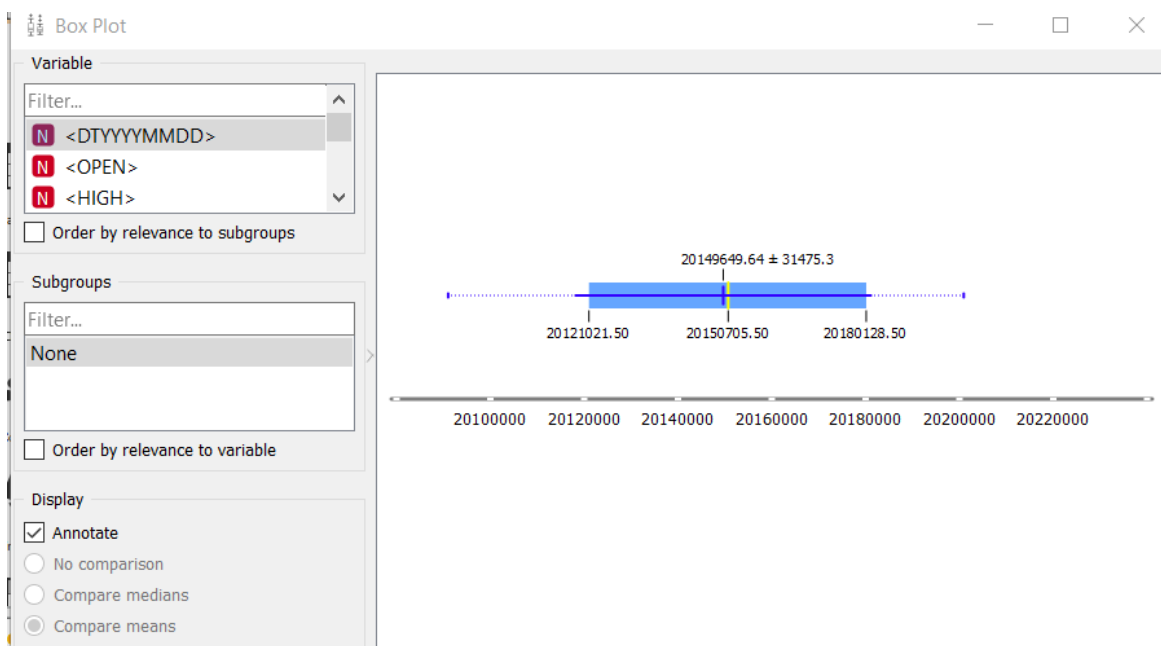 Box Plot
Variable
Filter...
N <DTYYYYMMDD>
N <OPEN>
N <HIGH>
Order by relevance to subgroups
Subgroups
Filter...
None
Order by relevance to variable
Display
Annotate
No comparison
Compare medians
Compare means
20149649.64 ± 31475.3
20121021.50 20150705.50 20180128.50
20100000 20120000 20140000 20160000 20180000 20200000 20220000